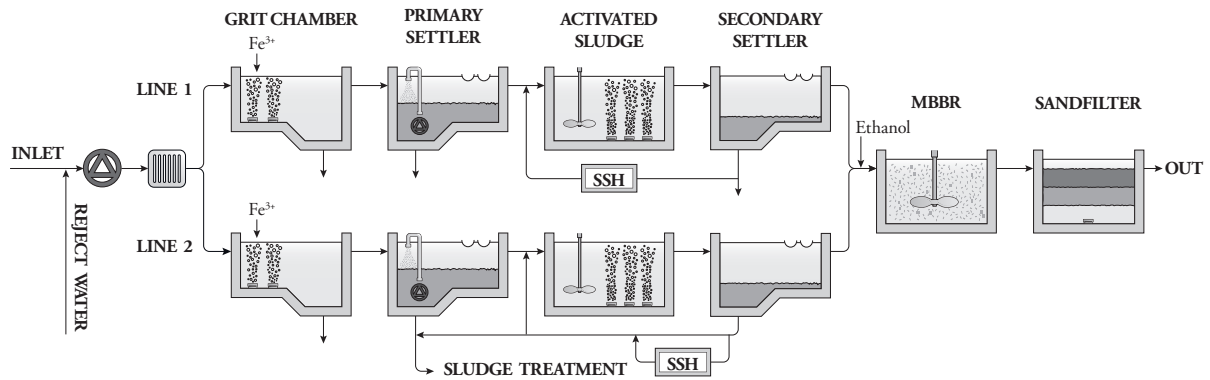 GRIT CHAMBER
PRIMARY
SETTLER
ACTIVATED
SLUDGE
SECONDARY
SETTLER
Fe³⁺
LINE 1
MBBR
SANDFILTER
Ethanol
INLET
SSH
OUT
REJECT WATER
Fe³⁺
LINE 2
SSH
SLUDGE TREATMENT